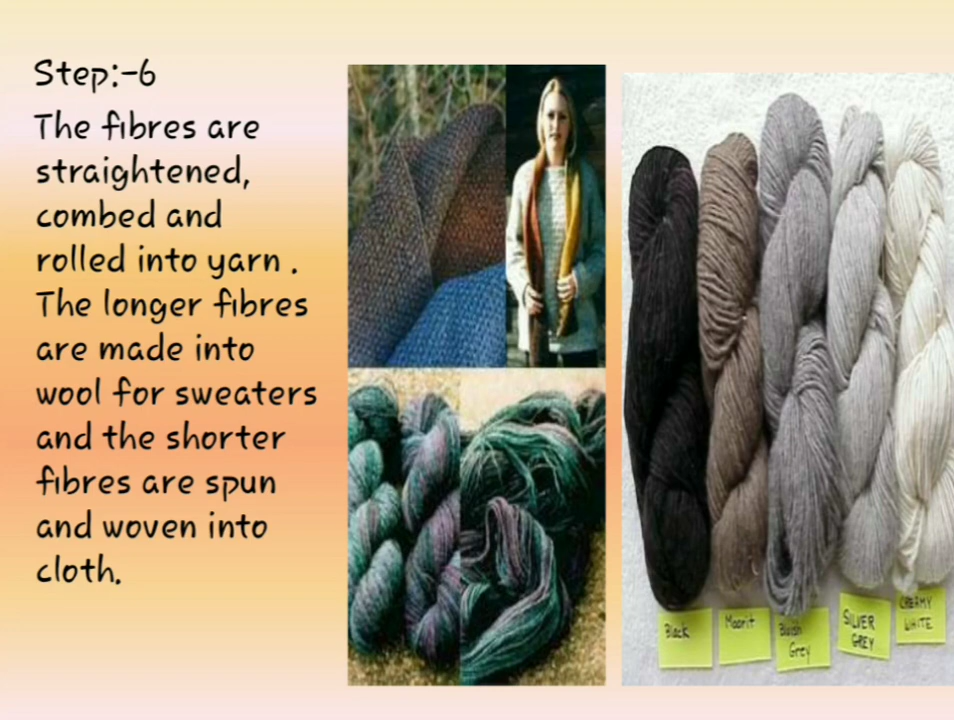 Step:-6
The fibres are
straightened,
combed and
rolled into yarn .
The longer fibres
are made into
wool for sweaters
and the shorter
fibres are spun
and woven into
cloth.
Black
Moorit
Bluish
Grey
SILVER
GREY
CREAMY
WHITE